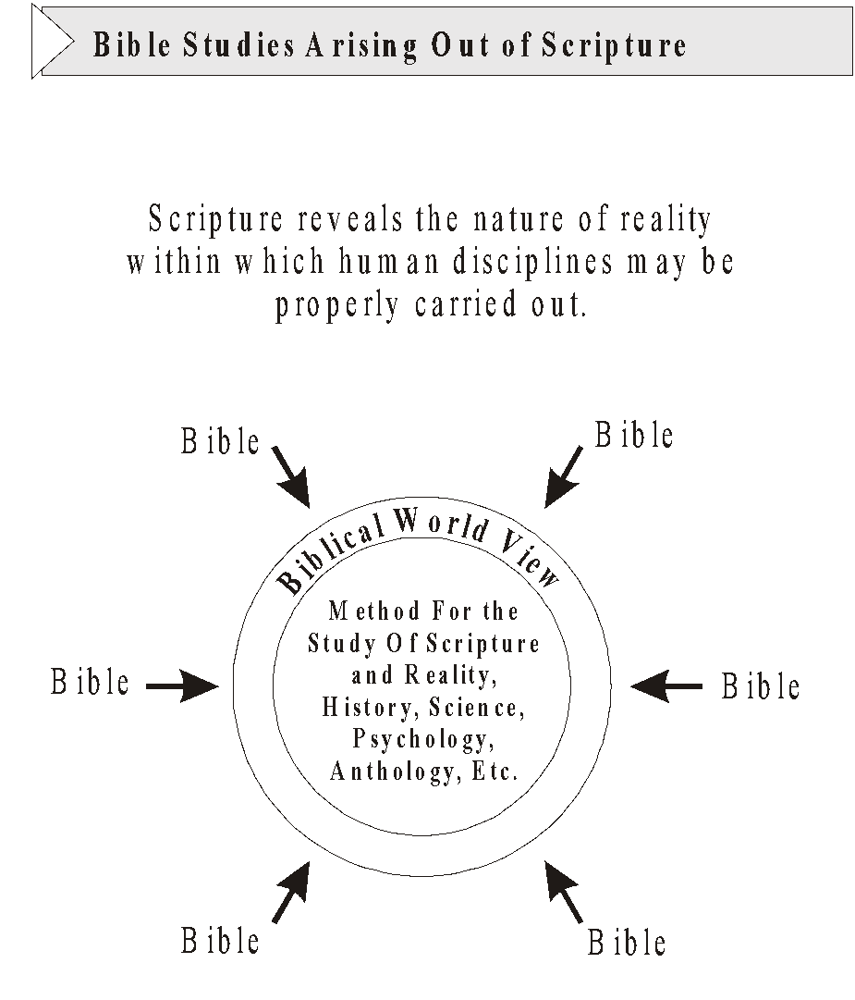 Bible Studies Arising Out of Scripture
Scripture reveals the nature of reality
within which human disciplines may be
properly carried out.
Bible
Bible
Biblical World View
Method For the
Study Of Scripture
and Reality,
History, Science,
Psychology,
Anthology, Etc.
Bible
Bible
Bible
Bible